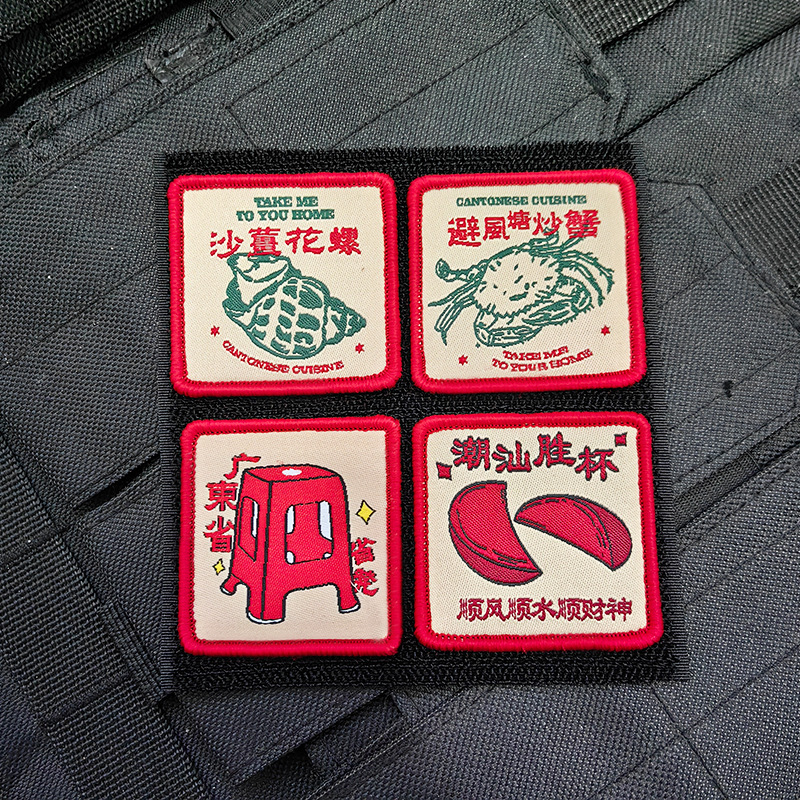 TAKE ME
TO YOU HOME
沙薑花螺
CANTONESE CUISINE
CANTONESE CUISINE
避風塘炒蟹
TAKE ME
TO YOUR HOME
广東省
潮汕胜杯
顺风顺水顺财神